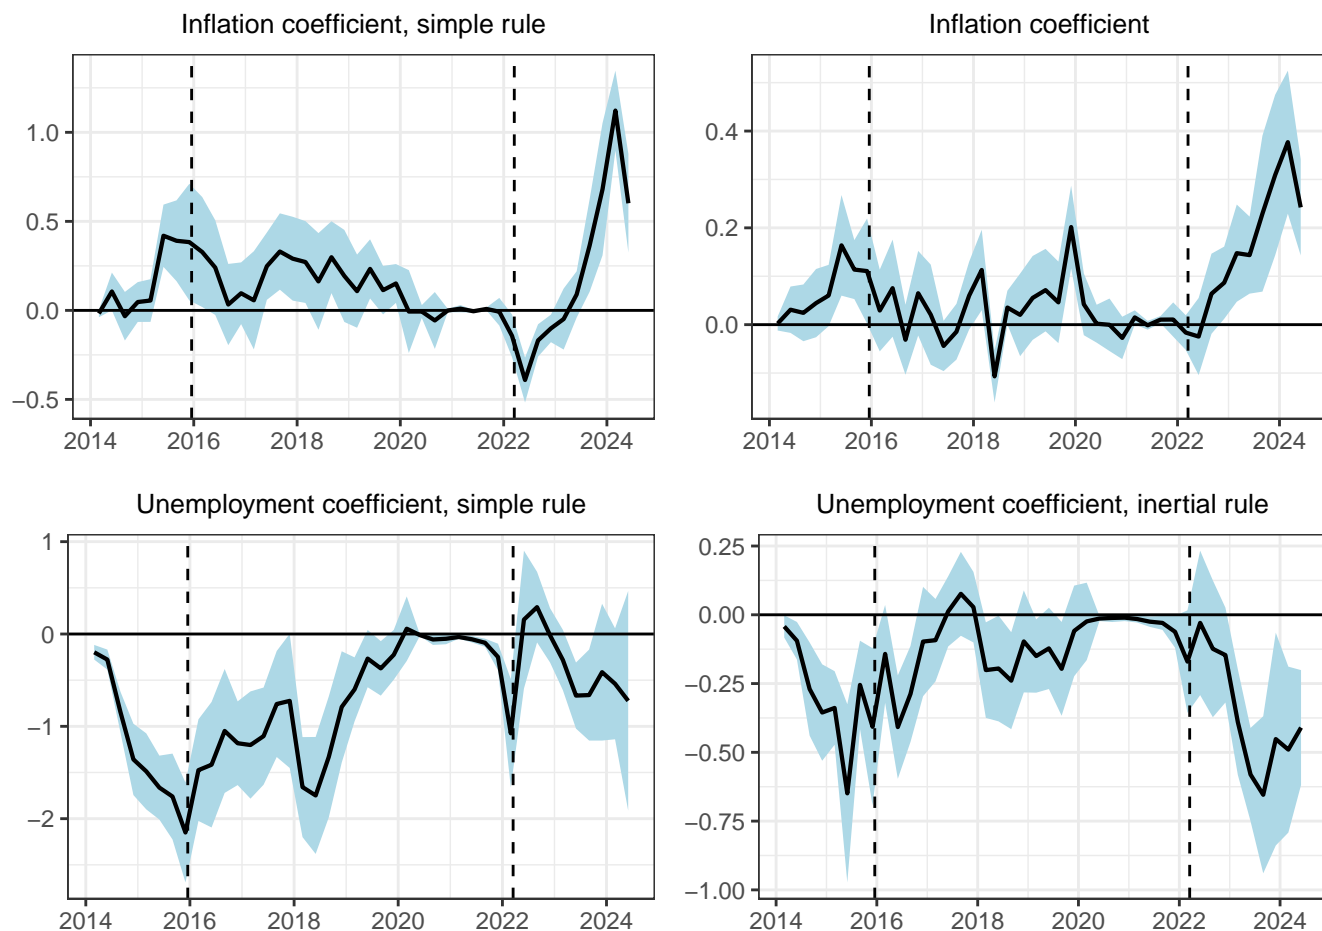 Inflation coefficient, simple rule
1.0
0.5
0.0
−0.5
2014 2016 2018 2020 2022 2024
Inflation coefficient
0.4
0.2
0.0
2014 2016 2018 2020 2022 2024
Unemployment coefficient, simple rule
1
0
−1
−2
2014 2016 2018 2020 2022 2024
Unemployment coefficient, inertial rule
0.25
0.00
−0.25
−0.50
−0.75
−1.00
2014 2016 2018 2020 2022 2024